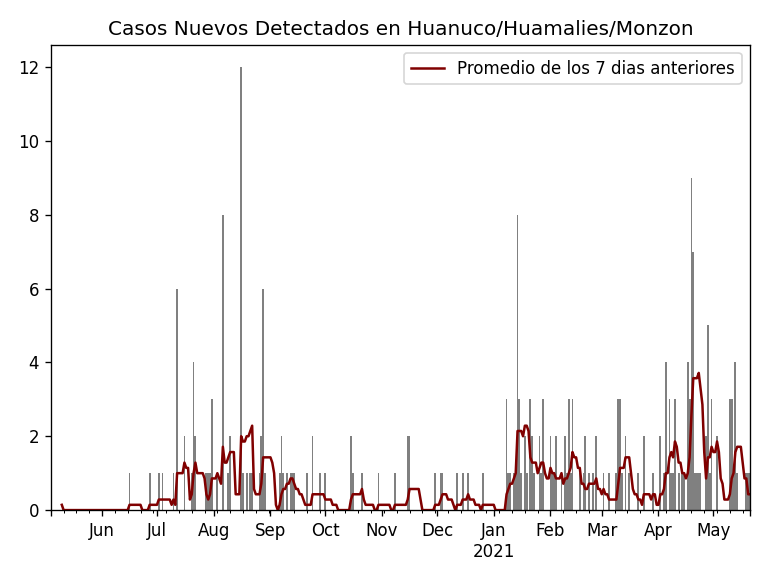 Casos Nuevos Detectados en Huanuco/Huamalies/Monzon
Promedio de los 7 dias anteriores
12
10
8
6
4
2
0
Jun Jul Aug Sep Oct Nov Dec Jan Feb Mar Apr May
2021